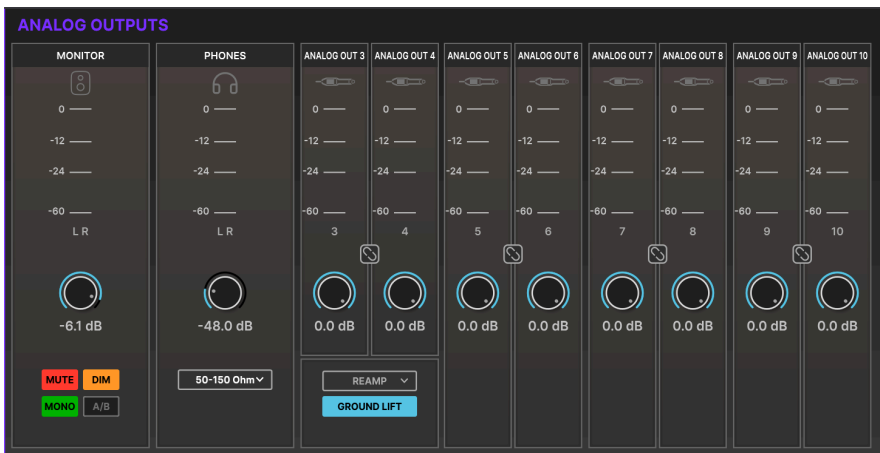 ANALOG OUTPUTS
MONITOR PHONES ANALOG OUT 3 ANALOG OUT 4 ANALOG OUT 5 ANALOG OUT 6 ANALOG OUT 7 ANALOG OUT 8 ANALOG OUT 9 ANALOG OUT 10
0 0 0 0 0 0 0 0 0 0
-12 -12 -12 -12 -12 -12 -12 -12 -12 -12
-24 -24 -24 -24 -24 -24 -24 -24 -24 -24
-60 -60 -60 -60 -60 -60 -60 -60 -60 -60
L R L R 3 4 5 6 7 8 9 10
-6.1 dB -48.0 dB 0.0 dB 0.0 dB 0.0 dB 0.0 dB 0.0 dB 0.0 dB 0.0 dB 0.0 dB
MUTE DIM 50-150 Ohm REAMP
MONO A/B GROUND LIFT